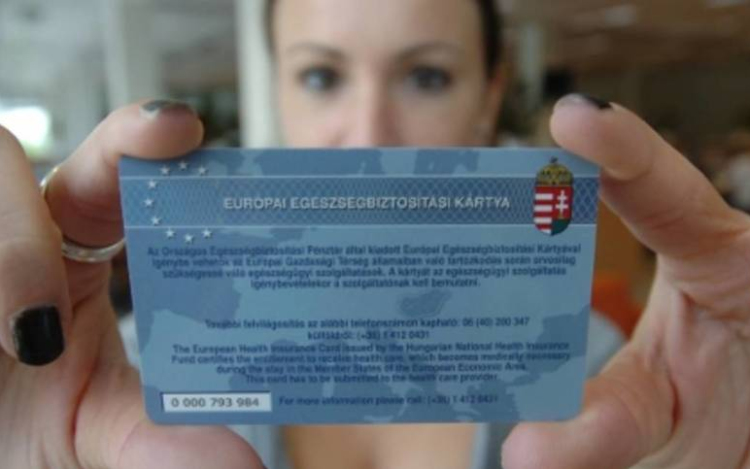 EURÓPAI EGÉSZSÉGBIZTOSÍTÁSI KÁRTYA
Az Országos Egészségbiztosítási Pénztár által kiadott Európai Egészségbiztosítási Kártyával
igénybe vehetők az Európai Gazdasági Térség államaiban való tartózkodás során orvosilag
szükségessé váló egészségügyi szolgáltatások. A kártyát az egészségügyi szolgáltatás
igénybevételekor a szolgáltatónak kell bemutatni.
További felvilágosítás az alábbi telefonszámon kapható: 06 (40) 200 347
külföldről: (+36) 1 412 0431
The European Health Insurance Card issued by the Hungarian National Health Insurance
Fund certifies the entitlement to receive health care, which becomes medically necessary
during the stay in the Member States of the European Economic Area.
This card has to be submitted to the health care provider.
0 000 793 984 For more information please call: (+36) 1 412 0431